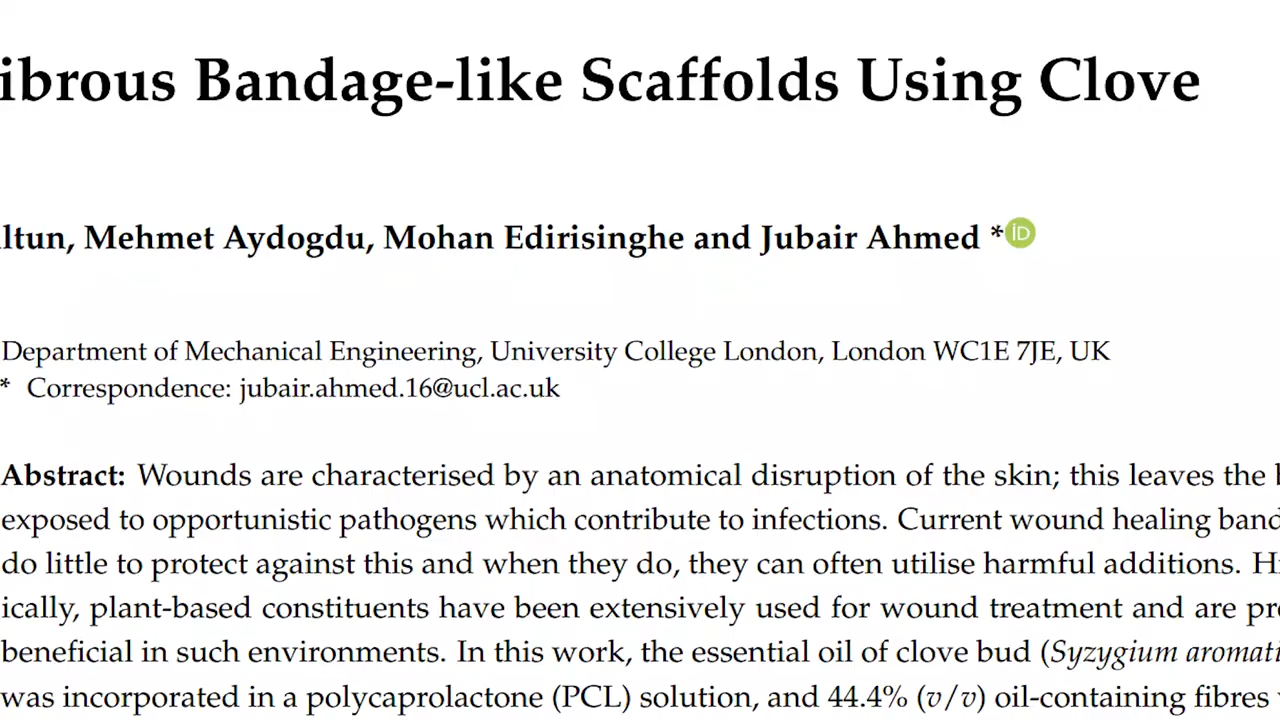 ibrous Bandage-like Scaffolds Using Clove
ltun, Mehmet Aydogdu, Mohan Edirisinghe and Jubair Ahmed * iD
Department of Mechanical Engineering, University College London, London WC1E 7JE, UK
* Correspondence: jubair.ahmed.16@ucl.ac.uk
Abstract: Wounds are characterised by an anatomical disruption of the skin; this leaves the
exposed to opportunistic pathogens which contribute to infections. Current wound healing band
do little to protect against this and when they do, they can often utilise harmful additions. Hi
ically, plant-based constituents have been extensively used for wound treatment and are pro
beneficial in such environments. In this work, the essential oil of clove bud (Syzygium aromati
was incorporated in a polycaprolactone (PCL) solution, and 44.4% (v/v) oil-containing fibres